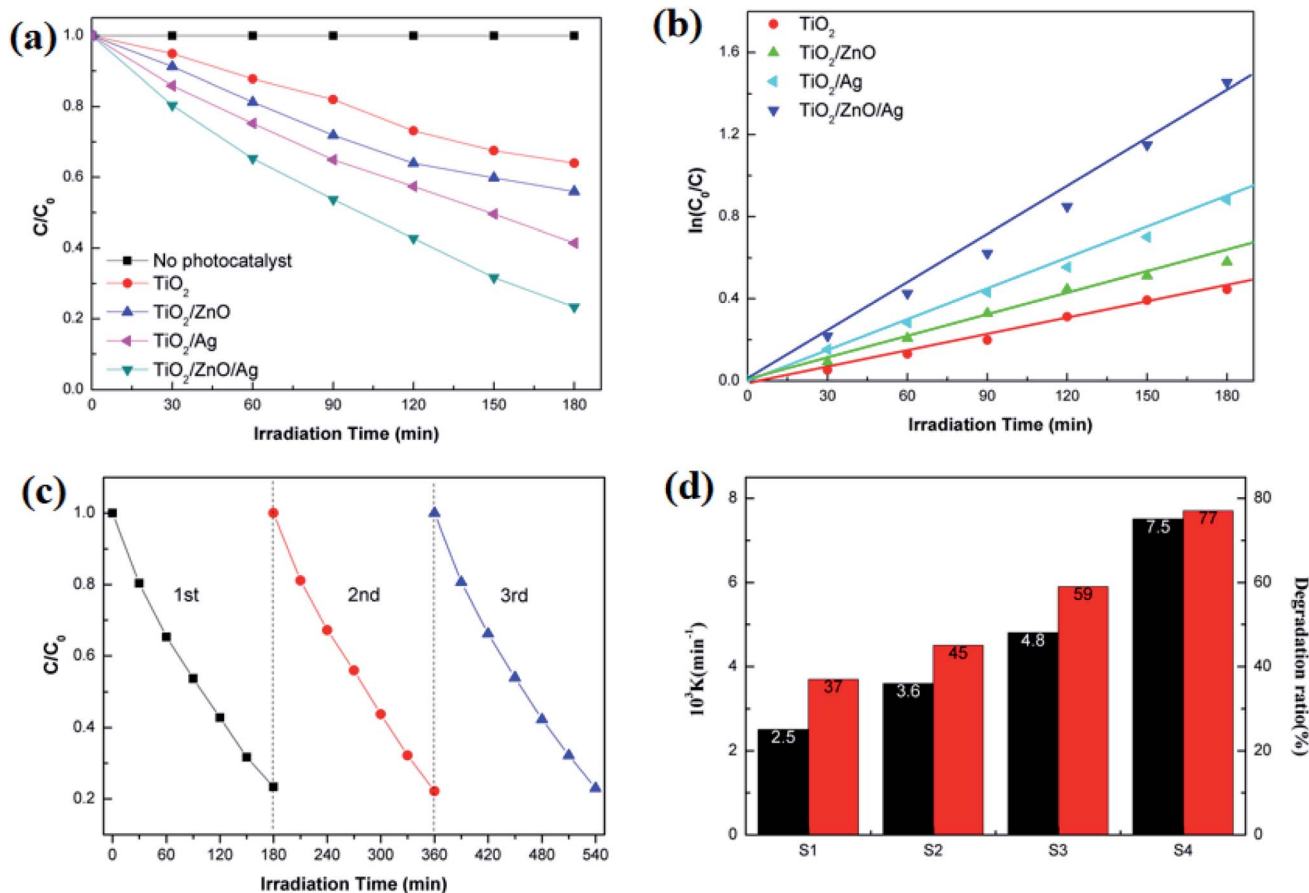 (a)
1.0
0.8
0.6
0.4
0.2
0.0
C/C₀
No photocatalyst
TiO₂
TiO₂/ZnO
TiO₂/Ag
TiO₂/ZnO/Ag
0 30 60 90 120 150 180
Irradiation Time (min)
(b)
TiO₂
TiO₂/ZnO
TiO₂/Ag
TiO₂/ZnO/Ag
1.6
1.2
0.8
0.4
0.0
ln(C₀/C)
30 60 90 120 150 180
Irradiation Time (min)
(c)
1.0
0.8
0.6
0.4
0.2
C/C₀
1st 2nd 3rd
0 60 120 180 240 300 360 420 480 540
Irradiation Time (min)
(d)
8
6
4
2
0
10³K(min⁻¹)
2.5 37
3.6 45
4.8 59
7.5 77
80
60
40
20
0
Degradation ratio(%)
S1 S2 S3 S4